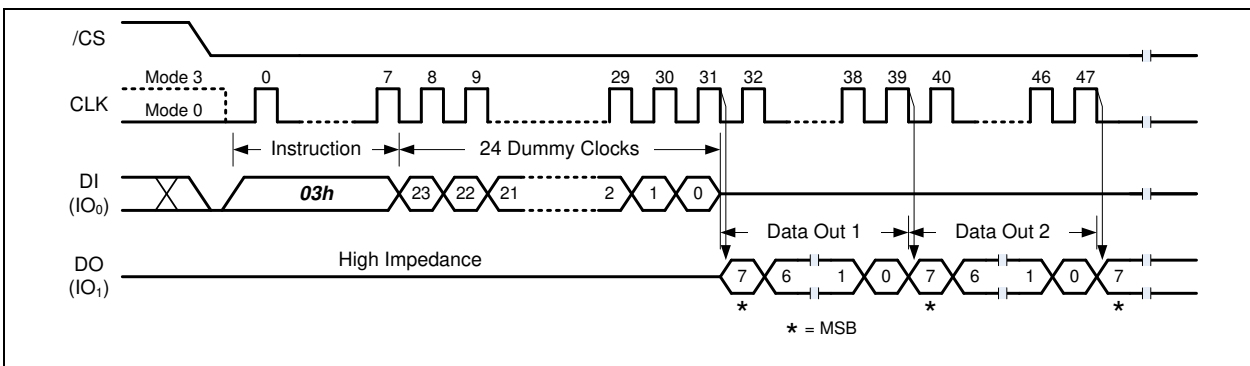 /CS
Mode 3
Mode 0
CLK
0 7 8 9 29 30 31 32 38 39 40 46 47
Instruction 24 Dummy Clocks
DI
(IO0)
03h 23 22 21 2 1 0
Data Out 1 Data Out 2
DO
(IO1)
High Impedance
7 6 1 0 7 6 1 0 7
* * *
* = MSB